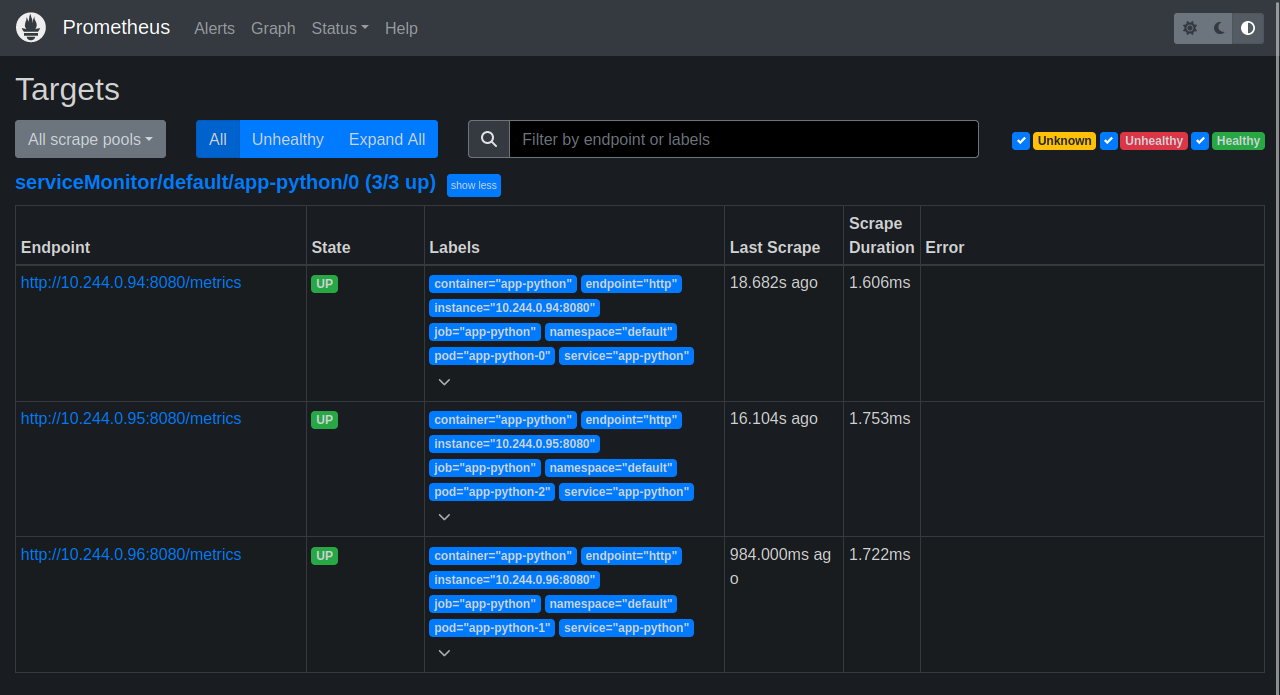 Prometheus Alerts Graph Status Help
Targets
All scrape pools All Unhealthy Expand All Filter by endpoint or labels Unknown Unhealthy Healthy
serviceMonitor/default/app-python/0 (3/3 up) show less
Scrape
Endpoint State Labels Last Scrape Duration Error
http://10.244.0.94:8080/metrics UP container="app-python" endpoint="http" 18.682s ago 1.606ms
instance="10.244.0.94:8080"
job="app-python" namespace="default"
pod="app-python-0" service="app-python"
http://10.244.0.95:8080/metrics UP container="app-python" endpoint="http" 16.104s ago 1.753ms
instance="10.244.0.95:8080"
job="app-python" namespace="default"
pod="app-python-2" service="app-python"
http://10.244.0.96:8080/metrics UP container="app-python" endpoint="http" 984.000ms ag 1.722ms
instance="10.244.0.96:8080" o
job="app-python" namespace="default"
pod="app-python-1" service="app-python"